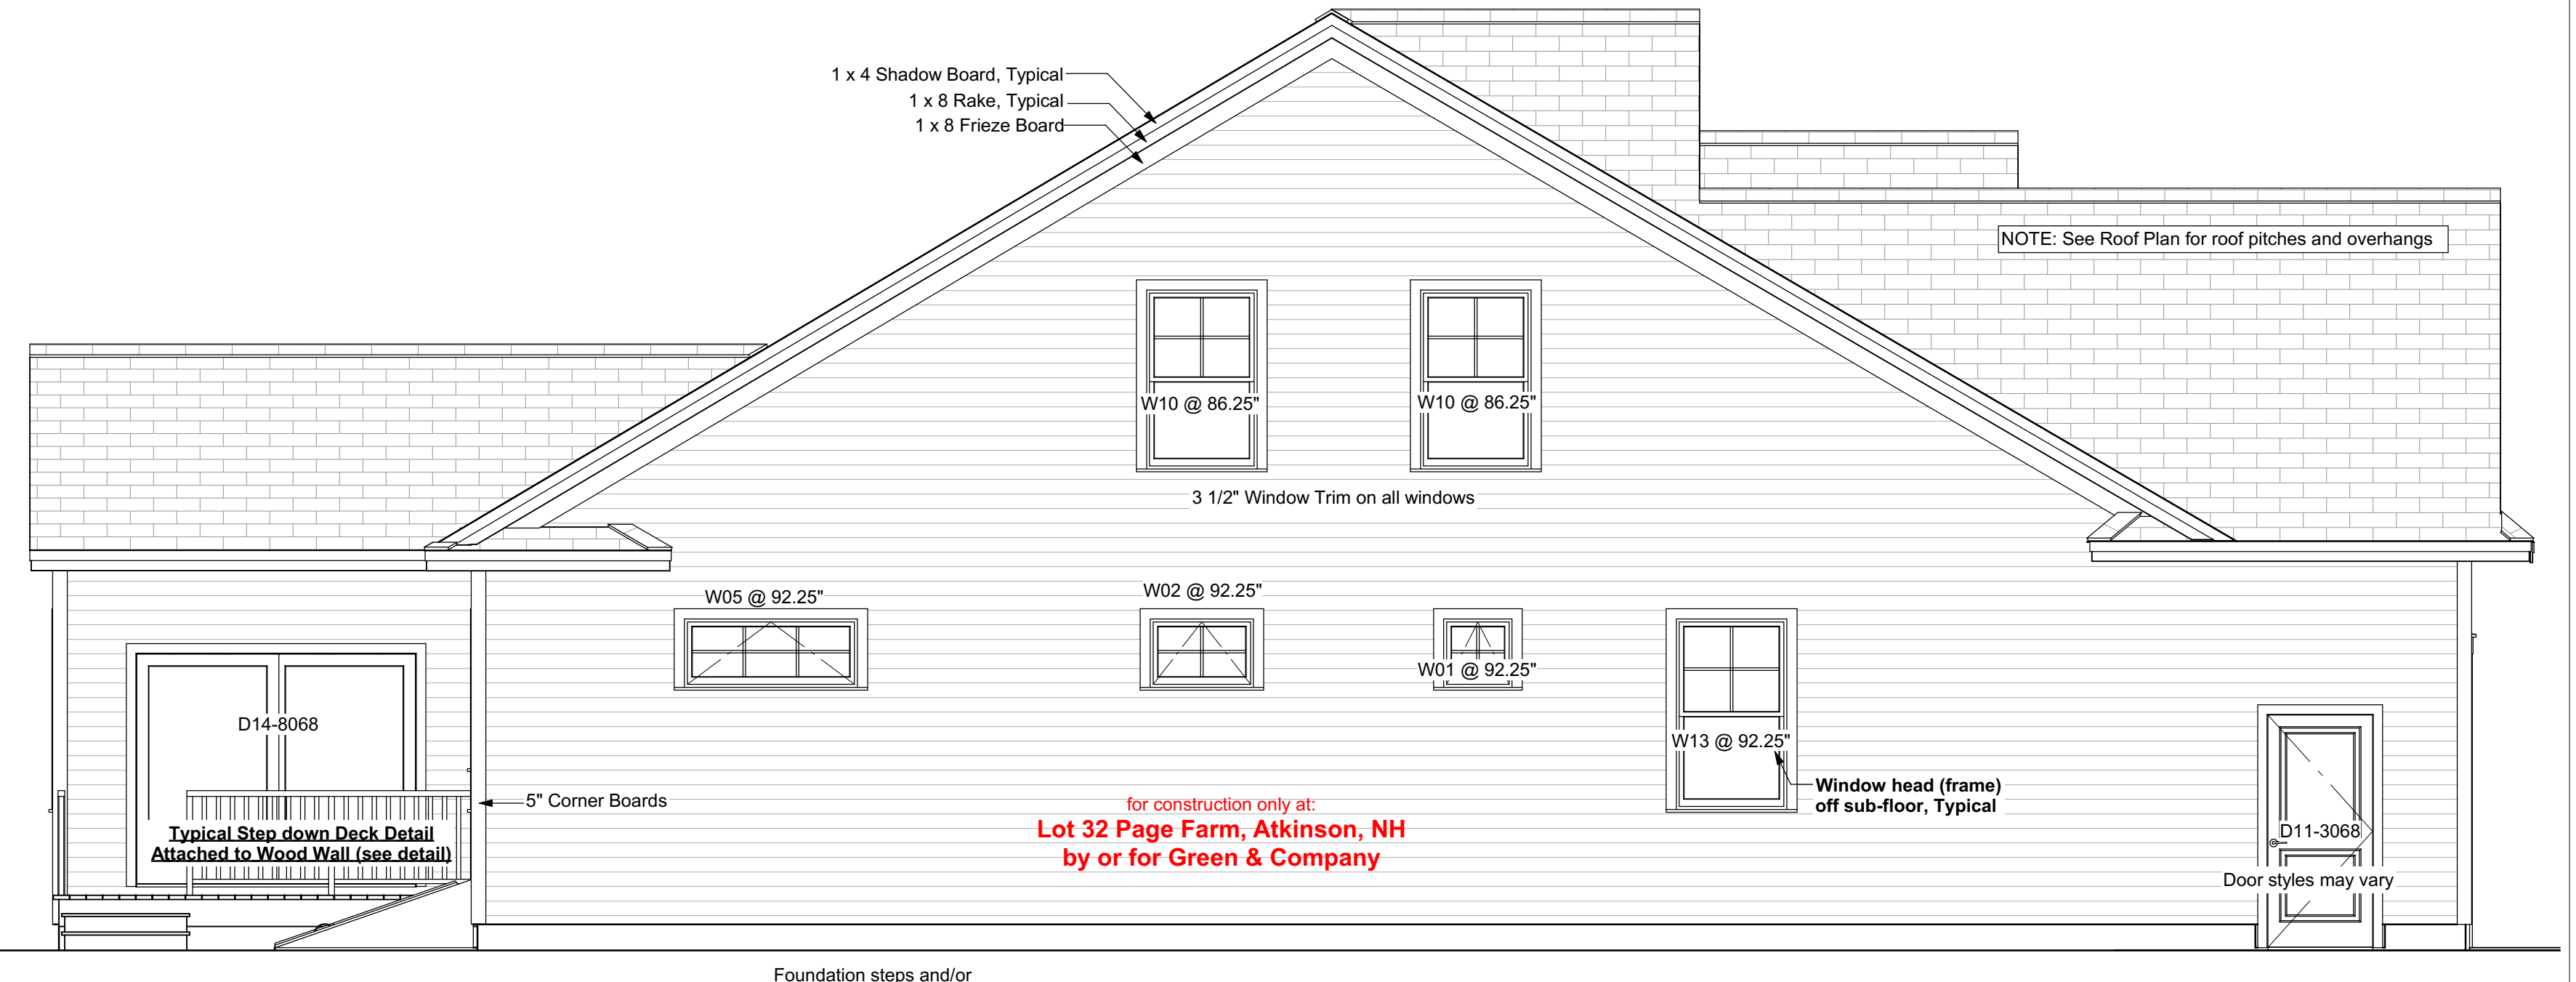 1 x 4 Shadow Board, Typical
1 x 8 Rake, Typical
1 x 8 Frieze Board
NOTE: See Roof Plan for roof pitches and overhangs
W10 @ 86.25"
W10 @ 86.25"
3 1/2" Window Trim on all windows
W05 @ 92.25"
W02 @ 92.25"
W01 @ 92.25"
W13 @ 92.25"
D14-8068
Window head (frame)
off sub-floor, Typical
5" Corner Boards
for construction only at:
Lot 32 Page Farm, Atkinson, NH
by or for Green & Company
Typical Step down Deck Detail
Attached to Wood Wall (see detail)
D11-3068
Door styles may vary
Foundation steps and/or